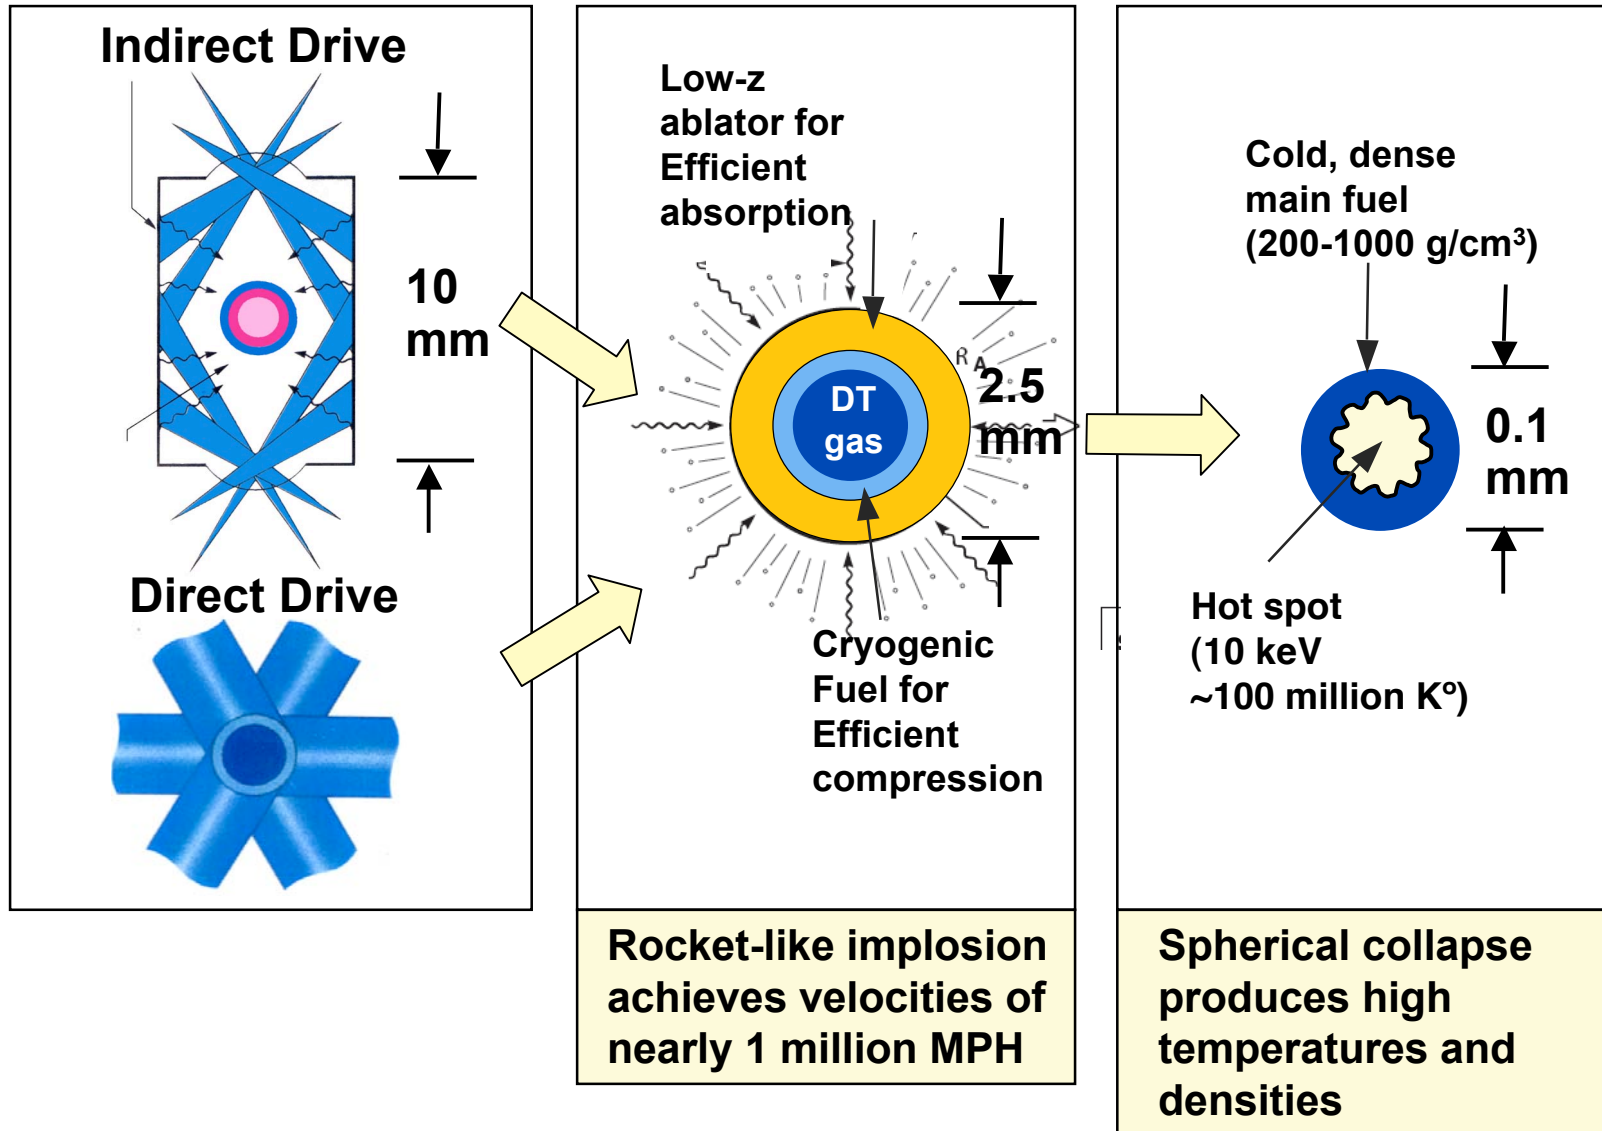 Indirect Drive
10
mm
Direct Drive
Low-z
ablator for
Efficient
absorption
R A
DT
gas
2.5
mm
Cryogenic
Fuel for
Efficient
compression
Rocket-like implosion
achieves velocities of
nearly 1 million MPH
Cold, dense
main fuel
(200-1000 g/cm³)
0.1
mm
Hot spot
(10 keV
~100 million Kº)
Spherical collapse
produces high
temperatures and
densities